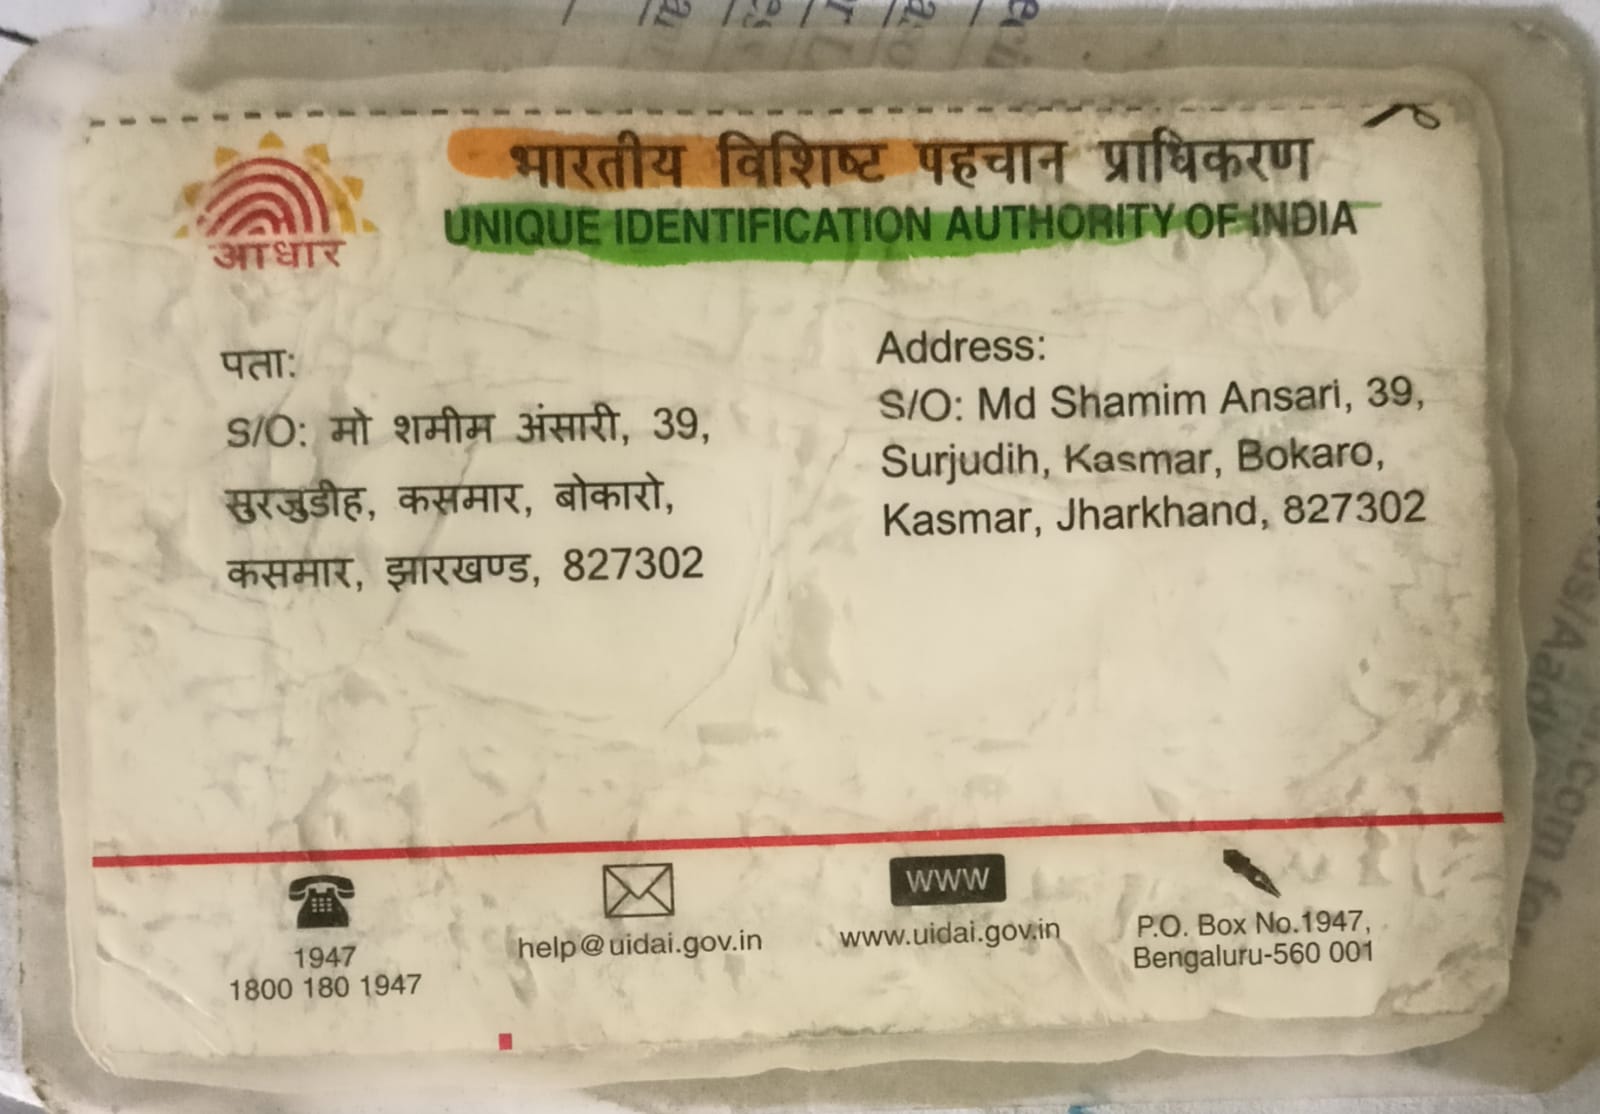 भारतीय विशिष्ट पहचान प्राधिकरण
UNIQUE IDENTIFICATION AUTHORITY OF INDIA
आधार
पता:
S/O: मो शमीम अंसारी, 39,
सुरजुडीह, कसमार, बोकारो,
कसमार, झारखण्ड, 827302
Address:
S/O: Md Shamim Ansari, 39,
Surjudih, Kasmar, Bokaro,
Kasmar, Jharkhand, 827302
1947
1800 180 1947
help@uidai.gov.in
WWW
www.uidai.gov.in
P.O. Box No.1947,
Bengaluru-560 001